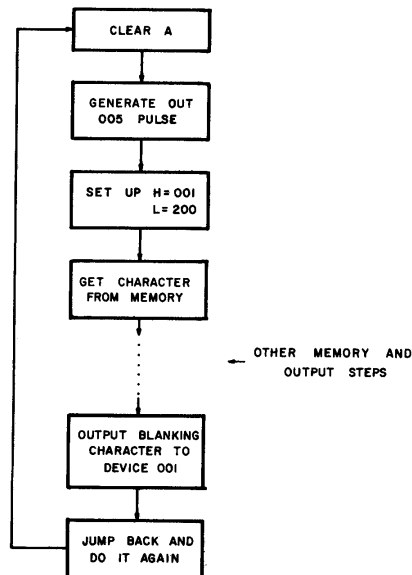 CLEAR A
GENERATE OUT
005 PULSE
SET UP H=001
L=200
GET CHARACTER
FROM MEMORY
OTHER MEMORY AND
OUTPUT STEPS
OUTPUT BLANKING
CHARACTER TO
DEVICE 001
JUMP BACK AND
DO IT AGAIN